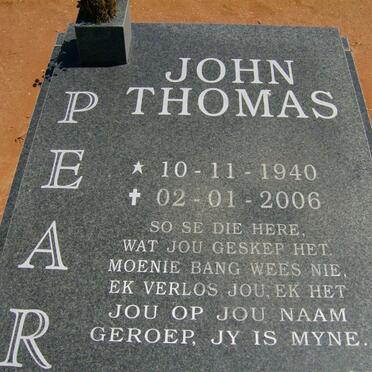 PEAR
JOHN
THOMAS
★ 10-11-1940
✝ 02-01-2006
SO SE DIE HERE,
WAT JOU GESKEP HET.
MOENIE BANG WEES NIE,
EK VERLOS JOU, EK HET
JOU OP JOU NAAM
GEROEP, JY IS MYNE.